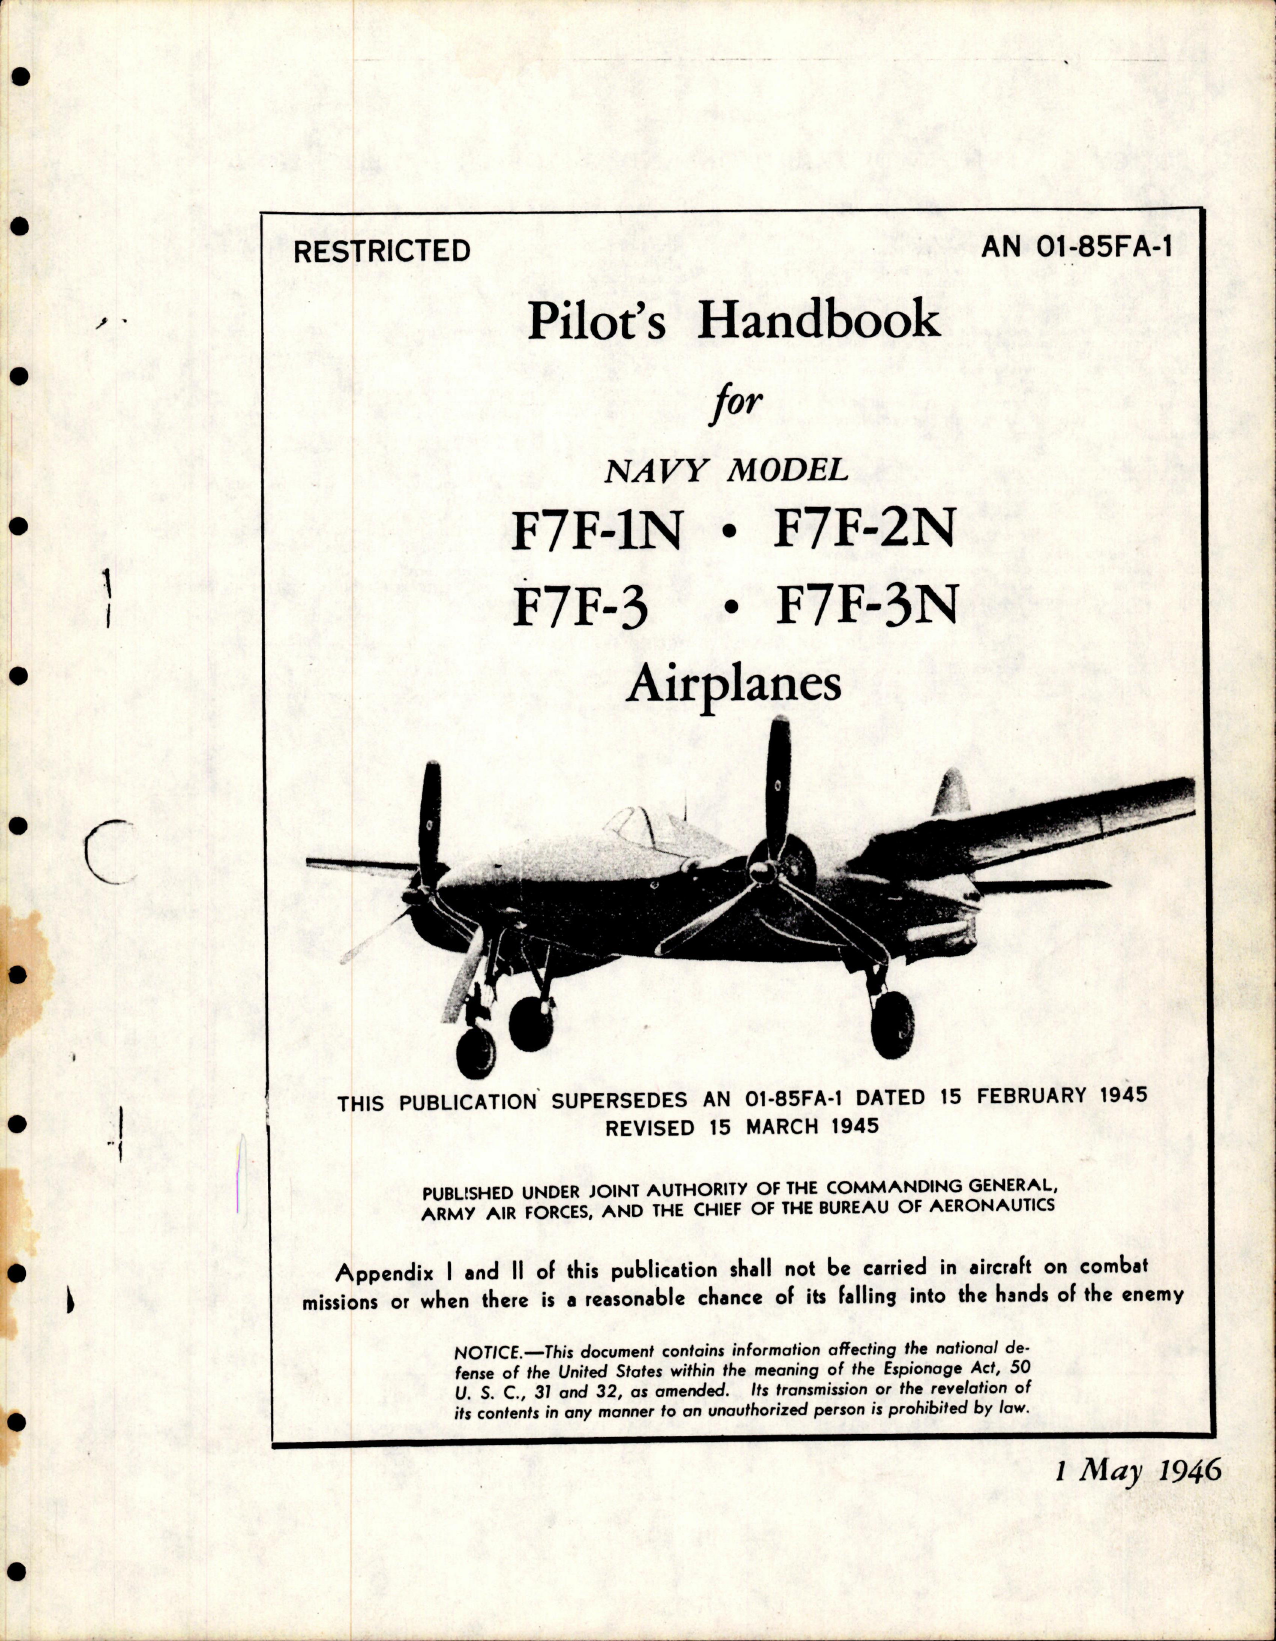 RESTRICTED AN 01-85FA-1
Pilot's Handbook
for
NAVY MODEL
F7F-1N • F7F-2N
F7F-3 • F7F-3N
Airplanes
THIS PUBLICATION SUPERSEDES AN 01-85FA-1 DATED 15 FEBRUARY 1945
REVISED 15 MARCH 1945
PUBLISHED UNDER JOINT AUTHORITY OF THE COMMANDING GENERAL,
ARMY AIR FORCES, AND THE CHIEF OF THE BUREAU OF AERONAUTICS
Appendix I and II of this publication shall not be carried in aircraft on combat
missions or when there is a reasonable chance of its falling into the hands of the enemy
NOTICE.—This document contains information affecting the national de-
fense of the United States within the meaning of the Espionage Act, 50
U. S. C., 31 and 32, as amended. Its transmission or the revelation of
its contents in any manner to an unauthorized person is prohibited by law.
1 May 1946